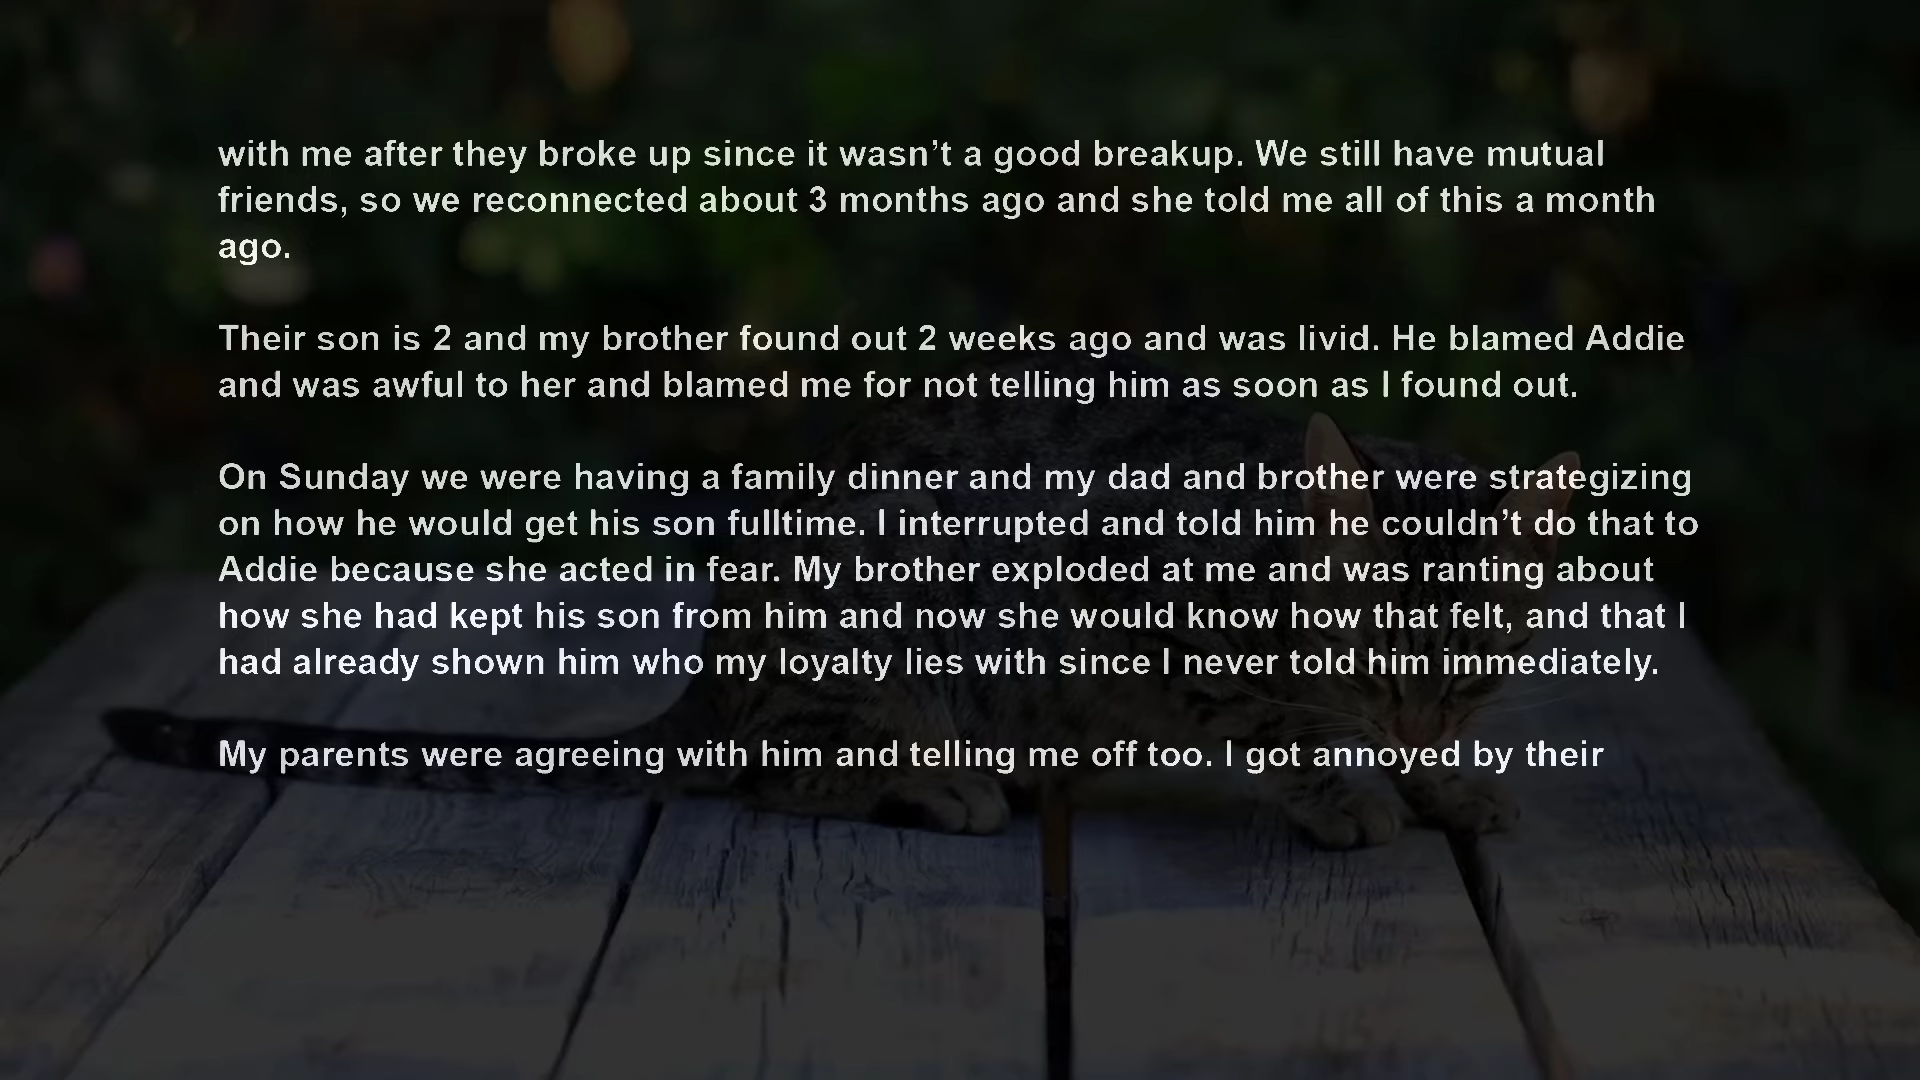 with me after they broke up since it wasn’t a good breakup. We still have mutual
friends, so we reconnected about 3 months ago and she told me all of this a month
ago.
Their son is 2 and my brother found out 2 weeks ago and was livid. He blamed Addie
and was awful to her and blamed me for not telling him as soon as I found out.
On Sunday we were having a family dinner and my dad and brother were strategizing
on how he would get his son fulltime. I interrupted and told him he couldn’t do that to
Addie because she acted in fear. My brother exploded at me and was ranting about
how she had kept his son from him and now she would know how that felt, and that I
had already shown him who my loyalty lies with since I never told him immediately.
My parents were agreeing with him and telling me off too. I got annoyed by their